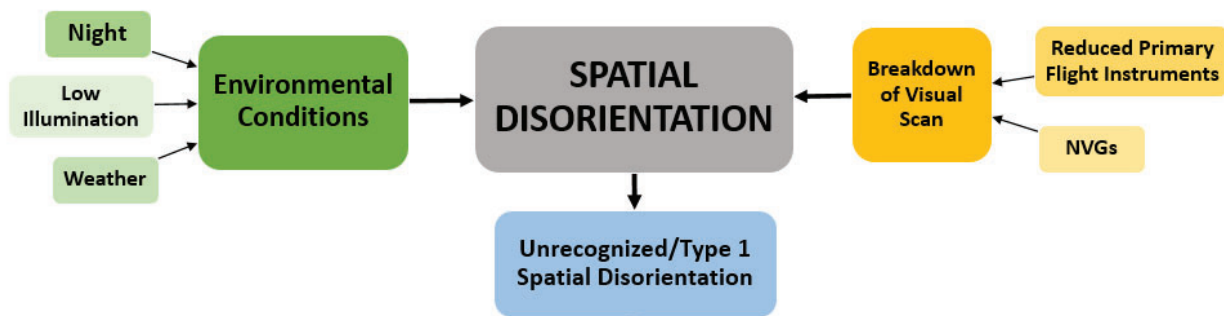 Night
Low
Illumination
Weather
Environmental
Conditions
SPATIAL
DISORIENTATION
Unrecognized/Type 1
Spatial Disorientation
Breakdown
of Visual
Scan
Reduced Primary
Flight Instruments
NVGs